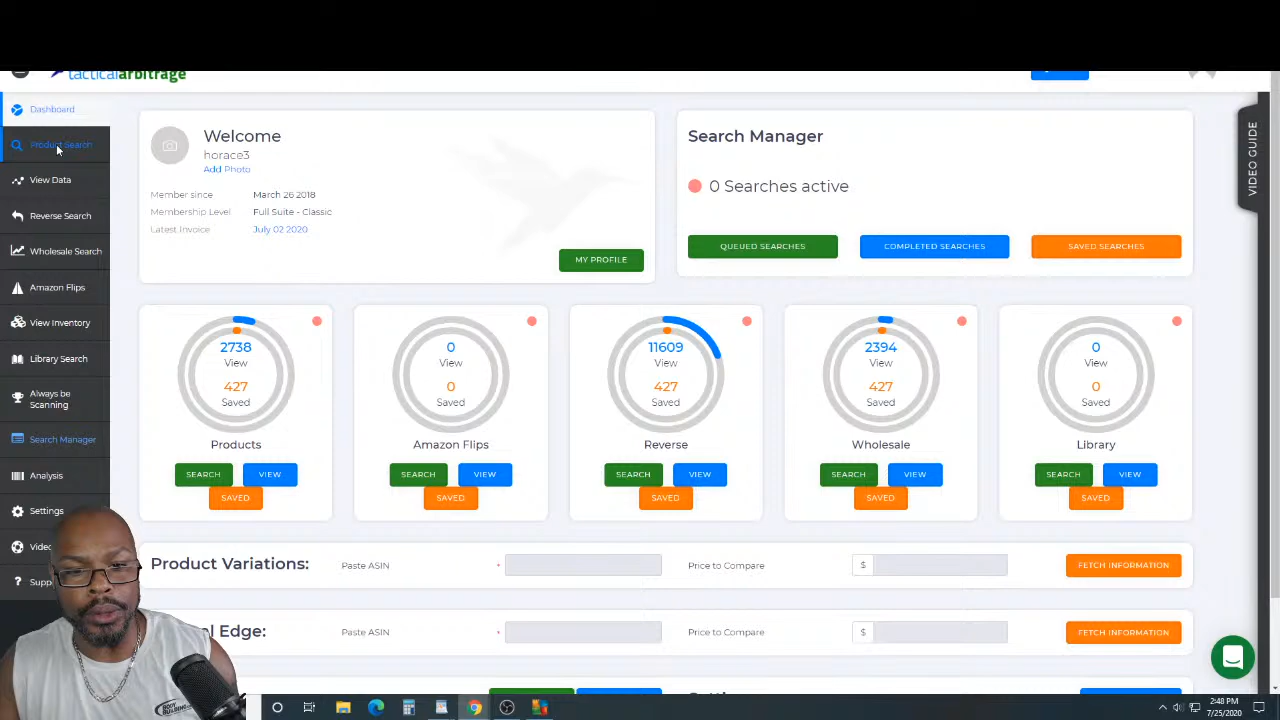 tacticalarbitrage
Dashboard
Product Search
View Data
Reverse Search
Wholesale Search
Amazon Flips
View Inventory
Library Search
Always be
Scanning
Search Manager
Analysis
Settings
Welcome
horace3
Add Photo
Member since March 26 2018
Membership Level Full Suite - Classic
Latest Invoice July 02 2020
MY PROFILE
Search Manager
0 Searches active
QUEUED SEARCHES COMPLETED SEARCHES SAVED SEARCHES
VIDEO GUIDE
2738
View
427
Saved
Products
SEARCH VIEW
SAVED
0
View
0
Saved
Amazon Flips
SEARCH VIEW
SAVED
11609
View
427
Saved
Reverse
SEARCH VIEW
SAVED
2394
View
427
Saved
Wholesale
SEARCH VIEW
SAVED
0
View
0
Saved
Library
SEARCH VIEW
SAVED
Product Variations: Paste ASIN * Price to Compare $ FETCH INFORMATION
Edge: Paste ASIN * Price to Compare $ FETCH INFORMATION
2:48 PM
7/25/2020